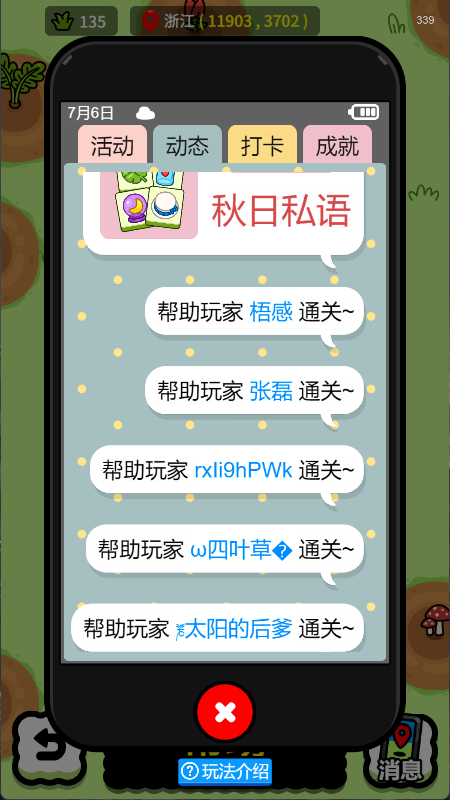 135
浙江 ( 11903 , 3702 )
339
7月6日
活动 动态 打卡 成就
秋日私语
帮助玩家 梧感 通关~
帮助玩家 张磊 通关~
帮助玩家 rxIi9hPWk 通关~
帮助玩家 ω四叶草� 通关~
帮助玩家 太阳的后爹 通关~
消息
玩法介绍